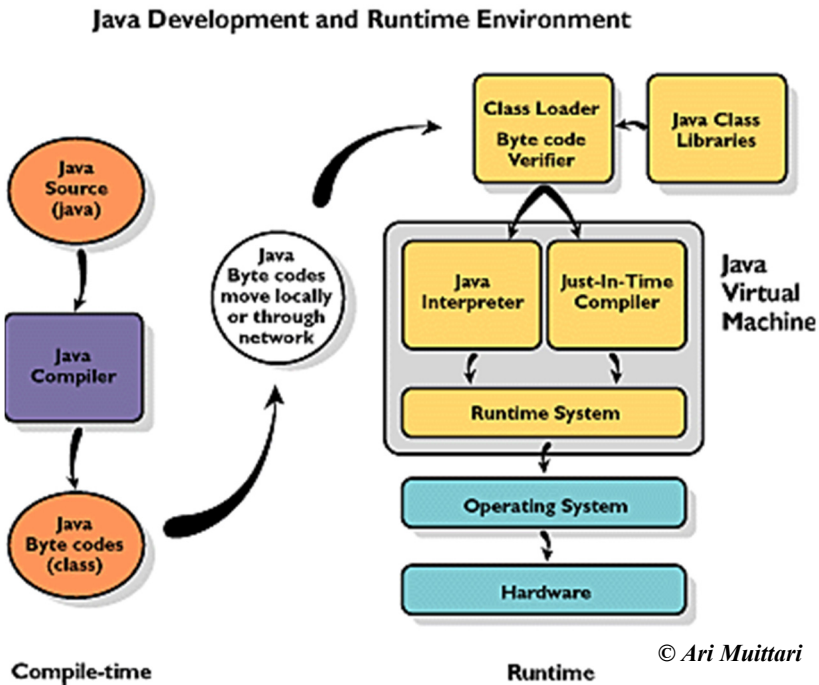 Java Development and Runtime Environment
Java
Source
(java)
Java
Compiler
Java
Byte codes
(class)
Compile-time
Java
Byte codes
move locally
or through
network
Class Loader
Byte code
Verifier
Java Class
Libraries
Java
Interpreter
Just-In-Time
Compiler
Runtime System
Java
Virtual
Machine
Operating System
Hardware
Runtime
© Ari Muittari